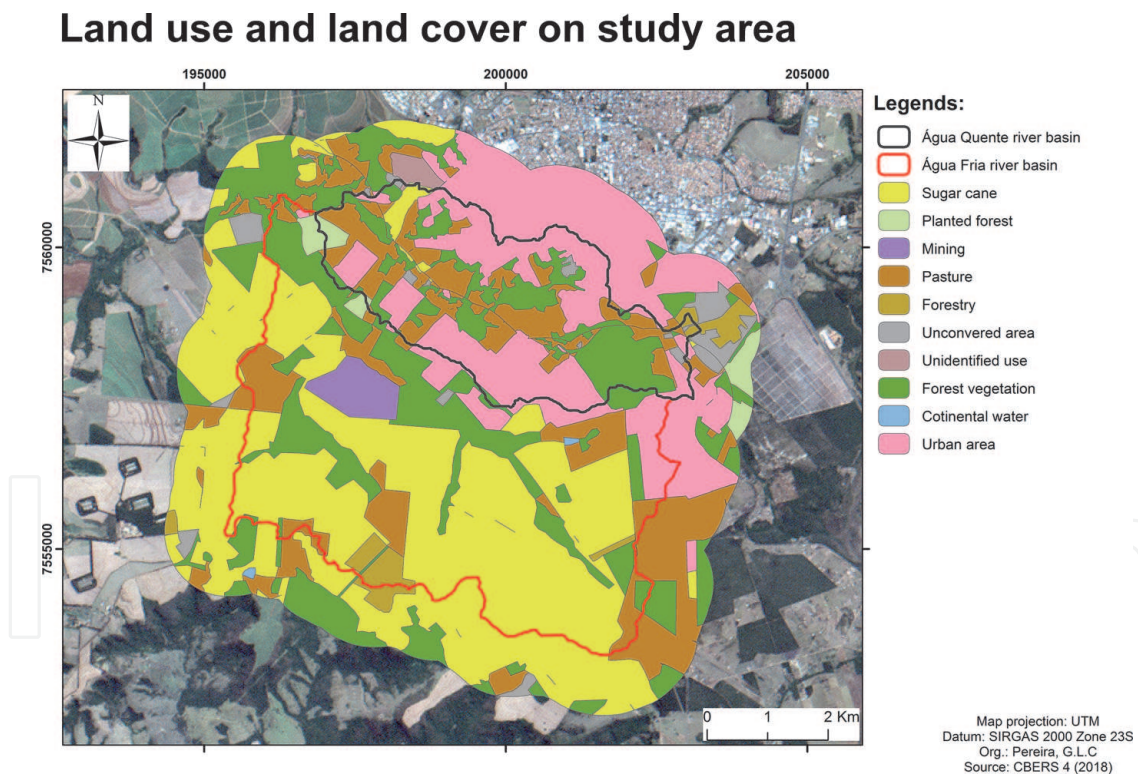 Land use and land cover on study area
195000
200000
205000
N
7560000
7555000
Legends:
Água Quente river basin
Água Fria river basin
Sugar cane
Planted forest
Mining
Pasture
Forestry
Unconvered area
Unidentified use
Forest vegetation
Cotinental water
Urban area
0 1 2 Km
Map projection: UTM
Datum: SIRGAS 2000 Zone 23S
Org.: Pereira, G.L.C
Source: CBERS 4 (2018)